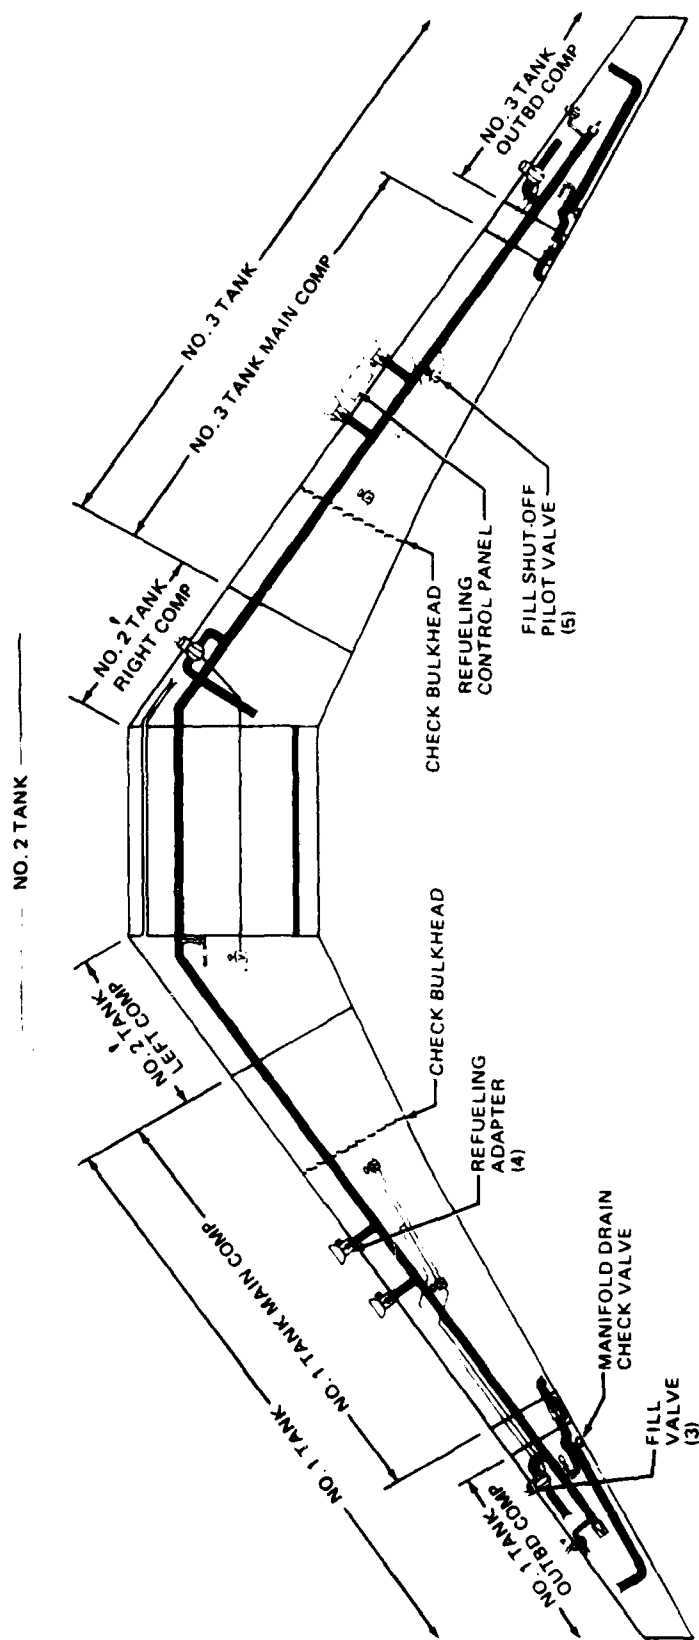 NO. 2 TANK
NO. 2 TANK
LEFT COMP
NO. 2 TANK
RIGHT COMP
NO. 1 TANK
NO. 1 TANK MAIN COMP
NO. 1 TANK
OUTBD COMP
NO. 3 TANK
NO. 3 TANK MAIN COMP
NO. 3 TANK
OUTBD COMP
FILL
VALVE
(3)
MANIFOLD DRAIN
CHECK VALVE
REFUELING
ADAPTER
(4)
CHECK BULKHEAD
CHECK BULKHEAD
REFUELING
CONTROL PANEL
FILL SHUT-OFF
PILOT VALVE
(5)